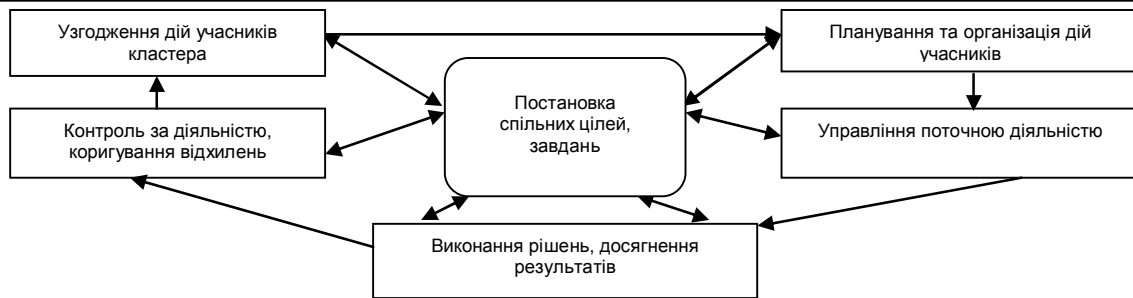 Узгодження дій учасників
кластера
Планування та організація дій
учасників
Постановка
спільних цілей,
завдань
Контроль за діяльністю,
коригування відхилень
Управління поточною діяльністю
Виконання рішень, досягнення
результатів